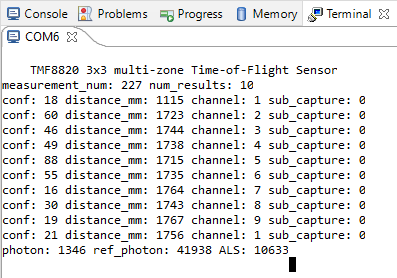 Console Problems Progress Memory Terminal
COM6
TMF8820 3x3 multi-zone Time-of-Flight Sensor
measurement_num: 227 num_results: 10
conf: 18 distance_mm: 1115 channel: 1 sub_capture: 0
conf: 60 distance_mm: 1723 channel: 2 sub_capture: 0
conf: 46 distance_mm: 1744 channel: 3 sub_capture: 0
conf: 49 distance_mm: 1738 channel: 4 sub_capture: 0
conf: 88 distance_mm: 1715 channel: 5 sub_capture: 0
conf: 55 distance_mm: 1735 channel: 6 sub_capture: 0
conf: 16 distance_mm: 1764 channel: 7 sub_capture: 0
conf: 30 distance_mm: 1743 channel: 8 sub_capture: 0
conf: 19 distance_mm: 1767 channel: 9 sub_capture: 0
conf: 21 distance_mm: 1756 channel: 1 sub_capture: 0
photon: 1346 ref_photon: 41938 ALS: 10633